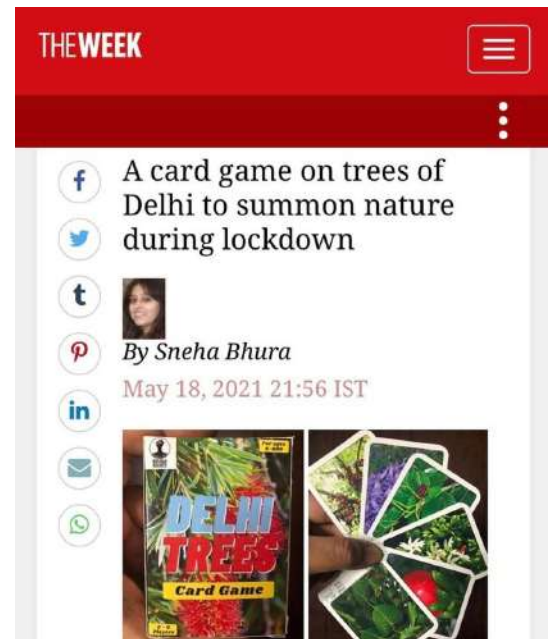 THEWEEK
A card game on trees of
Delhi to summon nature
during lockdown
By Sneha Bhura
May 18, 2021 21:56 IST
DELHI
TREES
Card Game